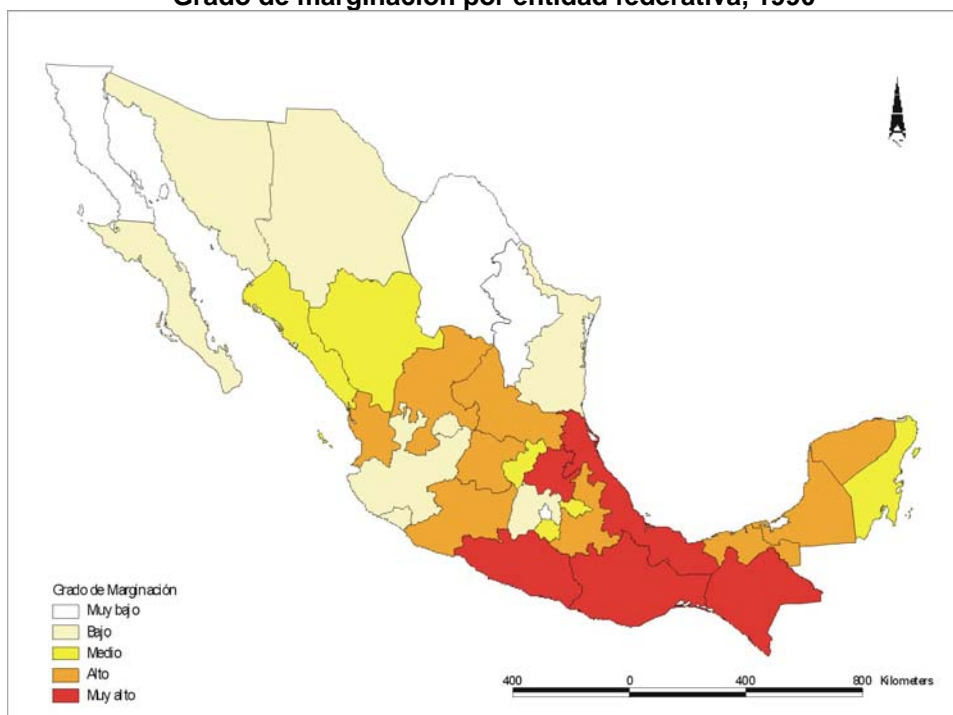 Grado de marginación por entidad federativa, 1990
Grado de Marginación
Muy bajo
Bajo
Medio
Alto
Muy alto
400 0 400 800 Kilometers